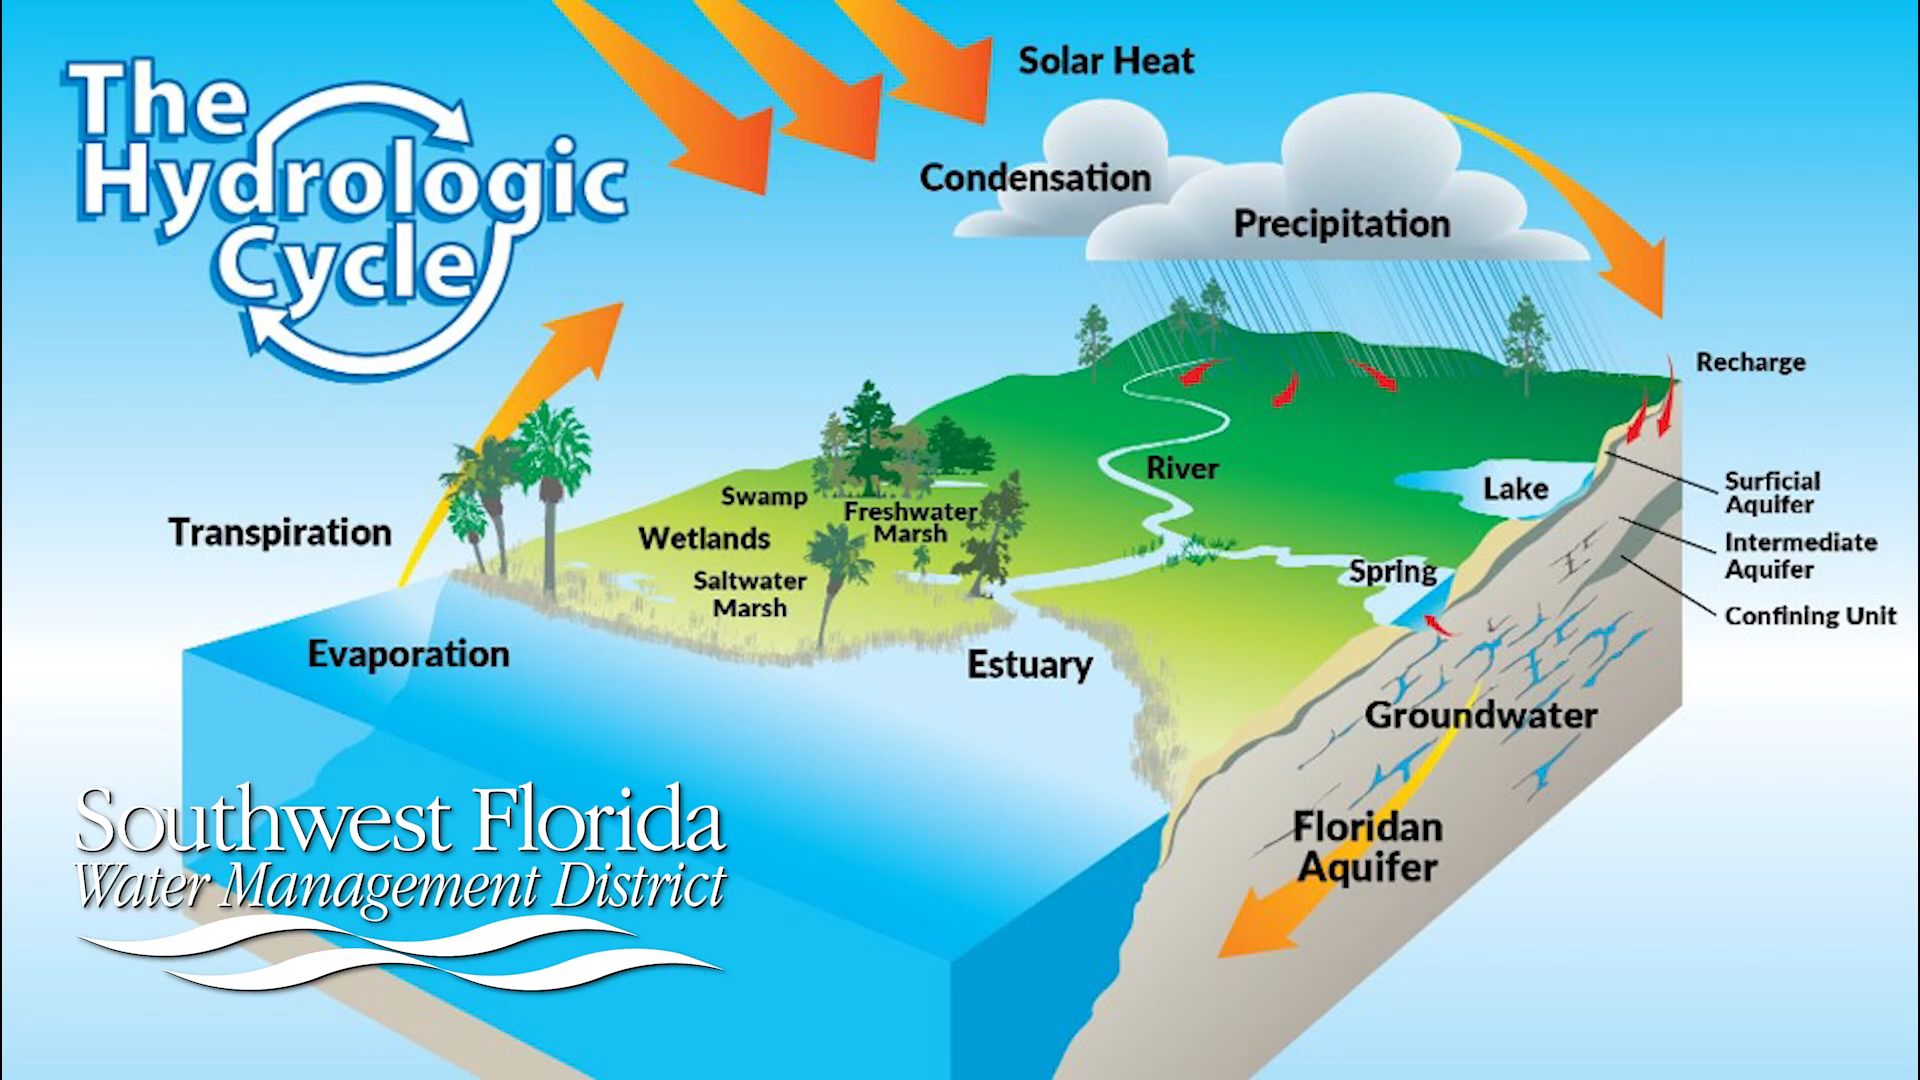 The
Hydrologic
Cycle
Solar Heat
Condensation
Precipitation
Recharge
River
Lake
Surficial
Aquifer
Intermediate
Aquifer
Confining Unit
Swamp
Freshwater
Marsh
Wetlands
Saltwater
Marsh
Transpiration
Spring
Evaporation
Estuary
Groundwater
Floridan
Aquifer
Southwest Florida
Water Management District